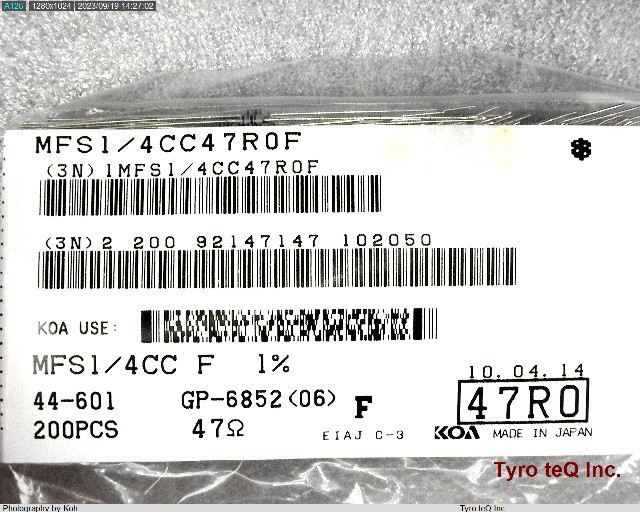 A126 1280x1024 2023/09/19 14:27:02
MFS1/4CC47R0F
(3N)1MFS1/4CC47R0F
(3N)2 200 92147147 102050
KOA USE:
MFS1/4CC F 1%
10.04.14
44-601 GP-6852(06) F 47R0
200PCS 47Ω EIAJ C-3 KOA MADE IN JAPAN
Tyro teQ Inc.
Photography by Koh Tyro teQ Inc